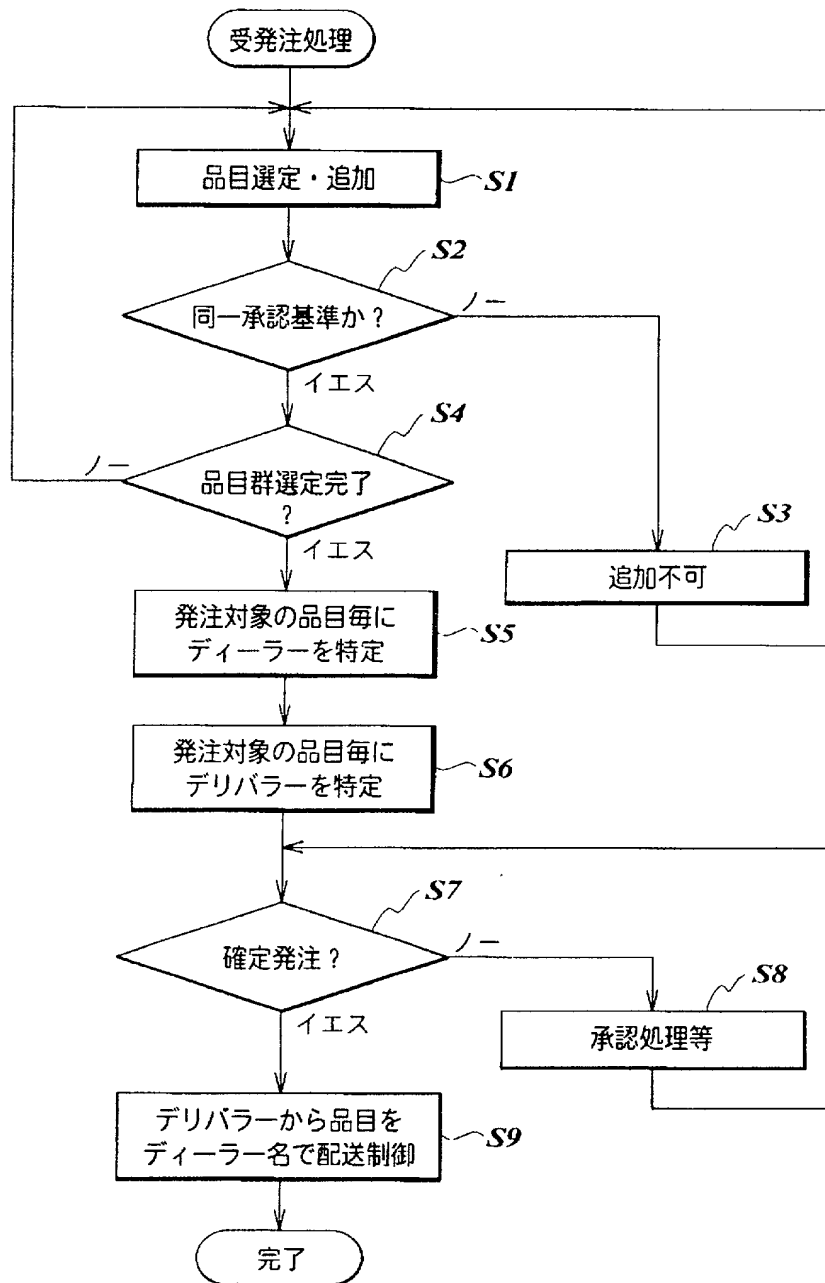 受発注処理
品目選定・追加
S1
S2
同一承認基準か？
ノー
イエス
S4
ノー
品目群選定完了
？
イエス
S3
追加不可
発注対象の品目毎に
ディーラーを特定
S5
発注対象の品目毎に
デリバラーを特定
S6
S7
確定発注？
ノー
イエス
S8
承認処理等
デリバラーから品目を
ディーラー名で配送制御
S9
完了